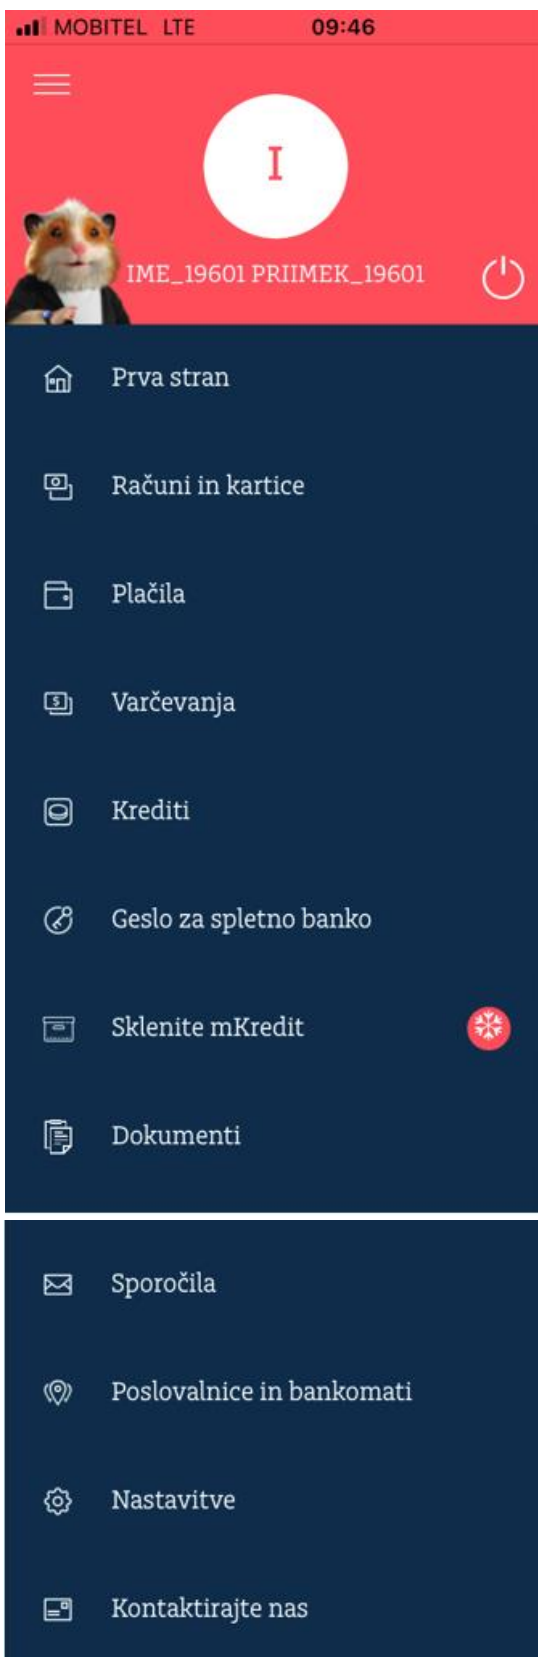 MOBITEL LTE 09:46
I
IME_19601 PRIIMEK_19601
Prva stran
Računi in kartice
Plačila
Varčevanja
Krediti
Geslo za spletno banko
Sklenite mKredit
Dokumenti
Sporočila
Poslovalnice in bankomati
Nastavitve
Kontaktirajte nas